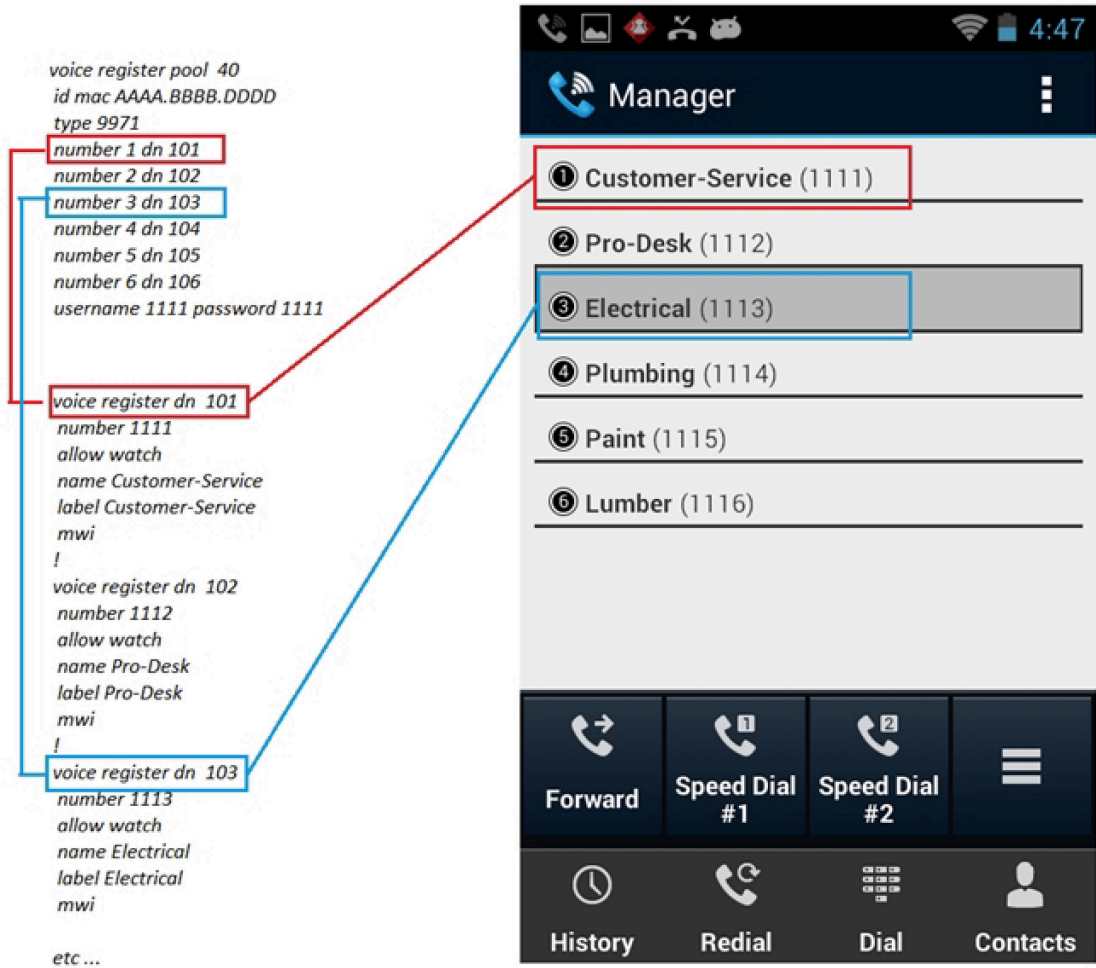 voice register pool 40
id mac AAAA.BBBB.DDDD
type 9971
number 1 dn 101
number 2 dn 102
number 3 dn 103
number 4 dn 104
number 5 dn 105
number 6 dn 106
username 1111 password 1111
voice register dn 101
number 1111
allow watch
name Customer-Service
label Customer-Service
mwi
!
voice register dn 102
number 1112
allow watch
name Pro-Desk
label Pro-Desk
mwi
!
voice register dn 103
number 1113
allow watch
name Electrical
label Electrical
mwi
etc ...
4:47
Manager
1 Customer-Service (1111)
2 Pro-Desk (1112)
3 Electrical (1113)
4 Plumbing (1114)
5 Paint (1115)
6 Lumber (1116)
Forward
1
Speed Dial
#1
2
Speed Dial
#2
History
Redial
Dial
Contacts